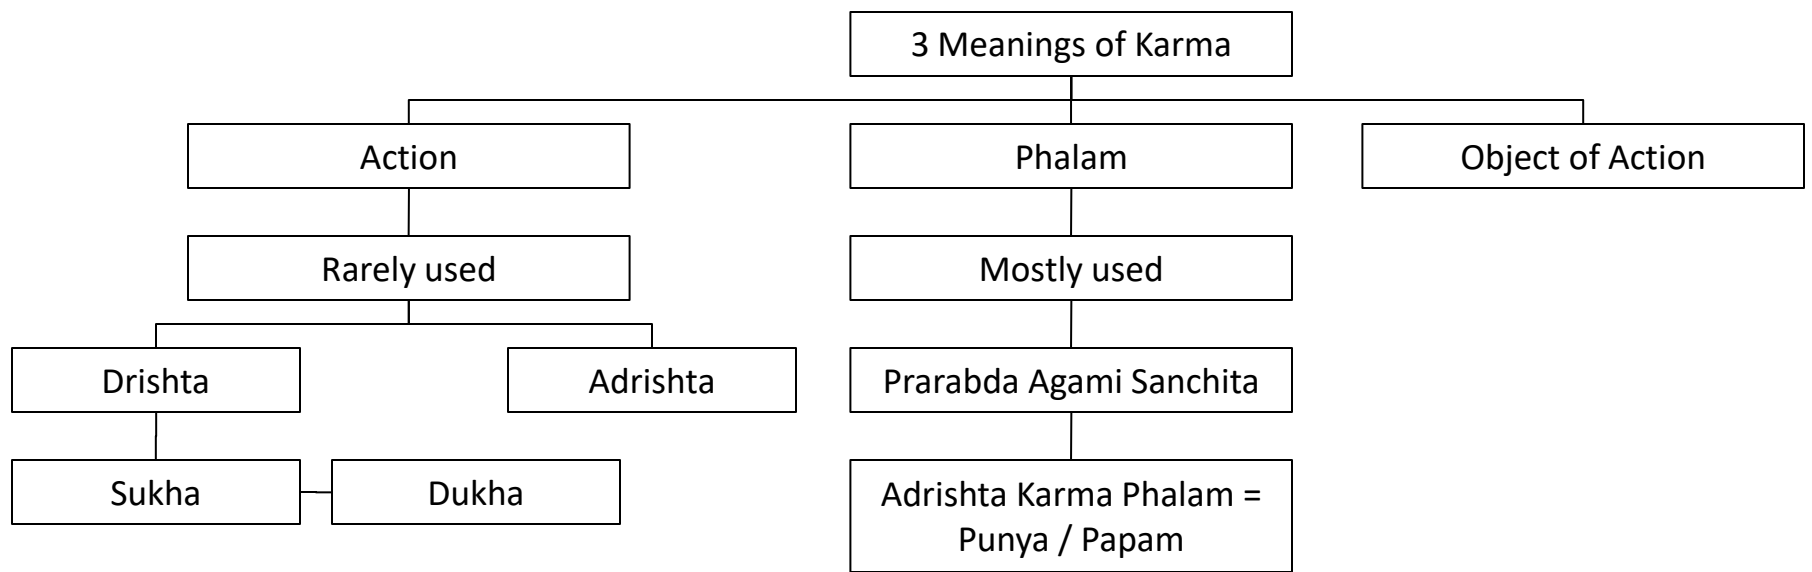 3 Meanings of Karma
Action
Phalam
Object of Action
Rarely used
Mostly used
Drishta
Adrishta
Prarabda Agami Sanchita
Sukha
Dukha
Adrishta Karma Phalam =
Punya / Papam